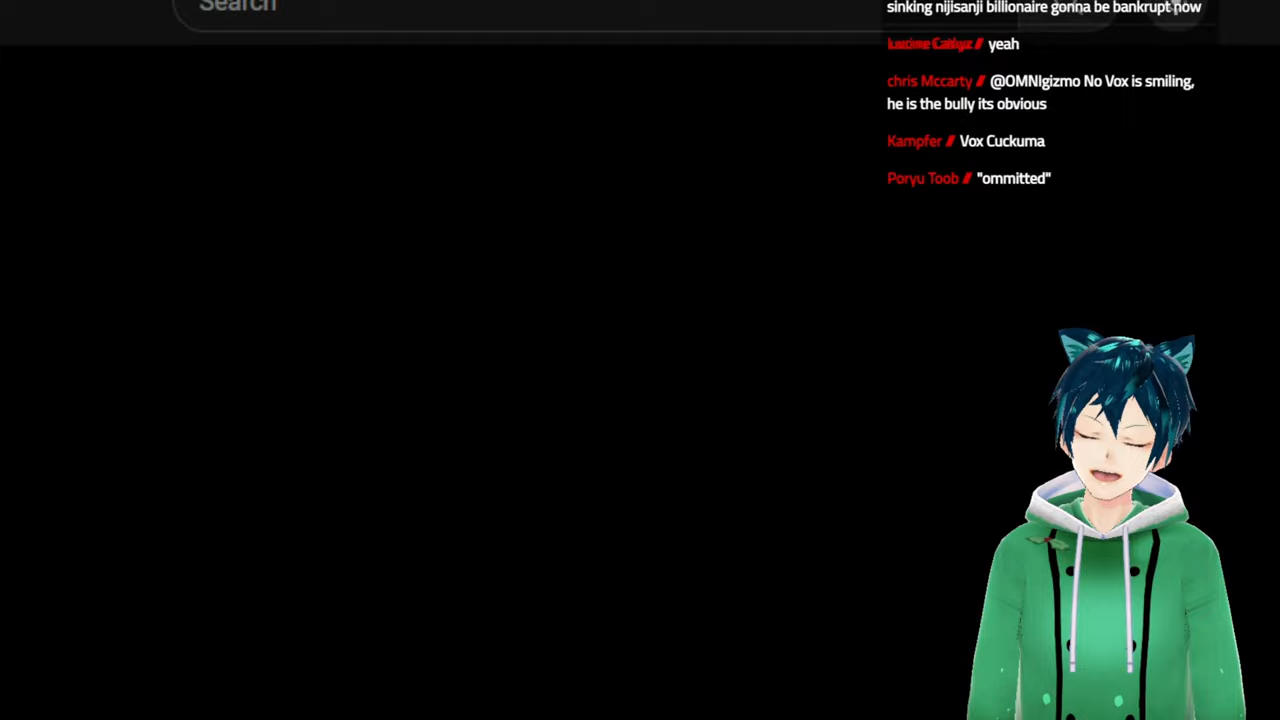 Search
sinking nijisanji billionaire gonna be bankrupt now
yeah
chris Mccarty // @OMNIgizmo No Vox is smiling,
he is the bully its obvious
Kampfer // Vox Cuckuma
Poryu Toob // "ommitted"